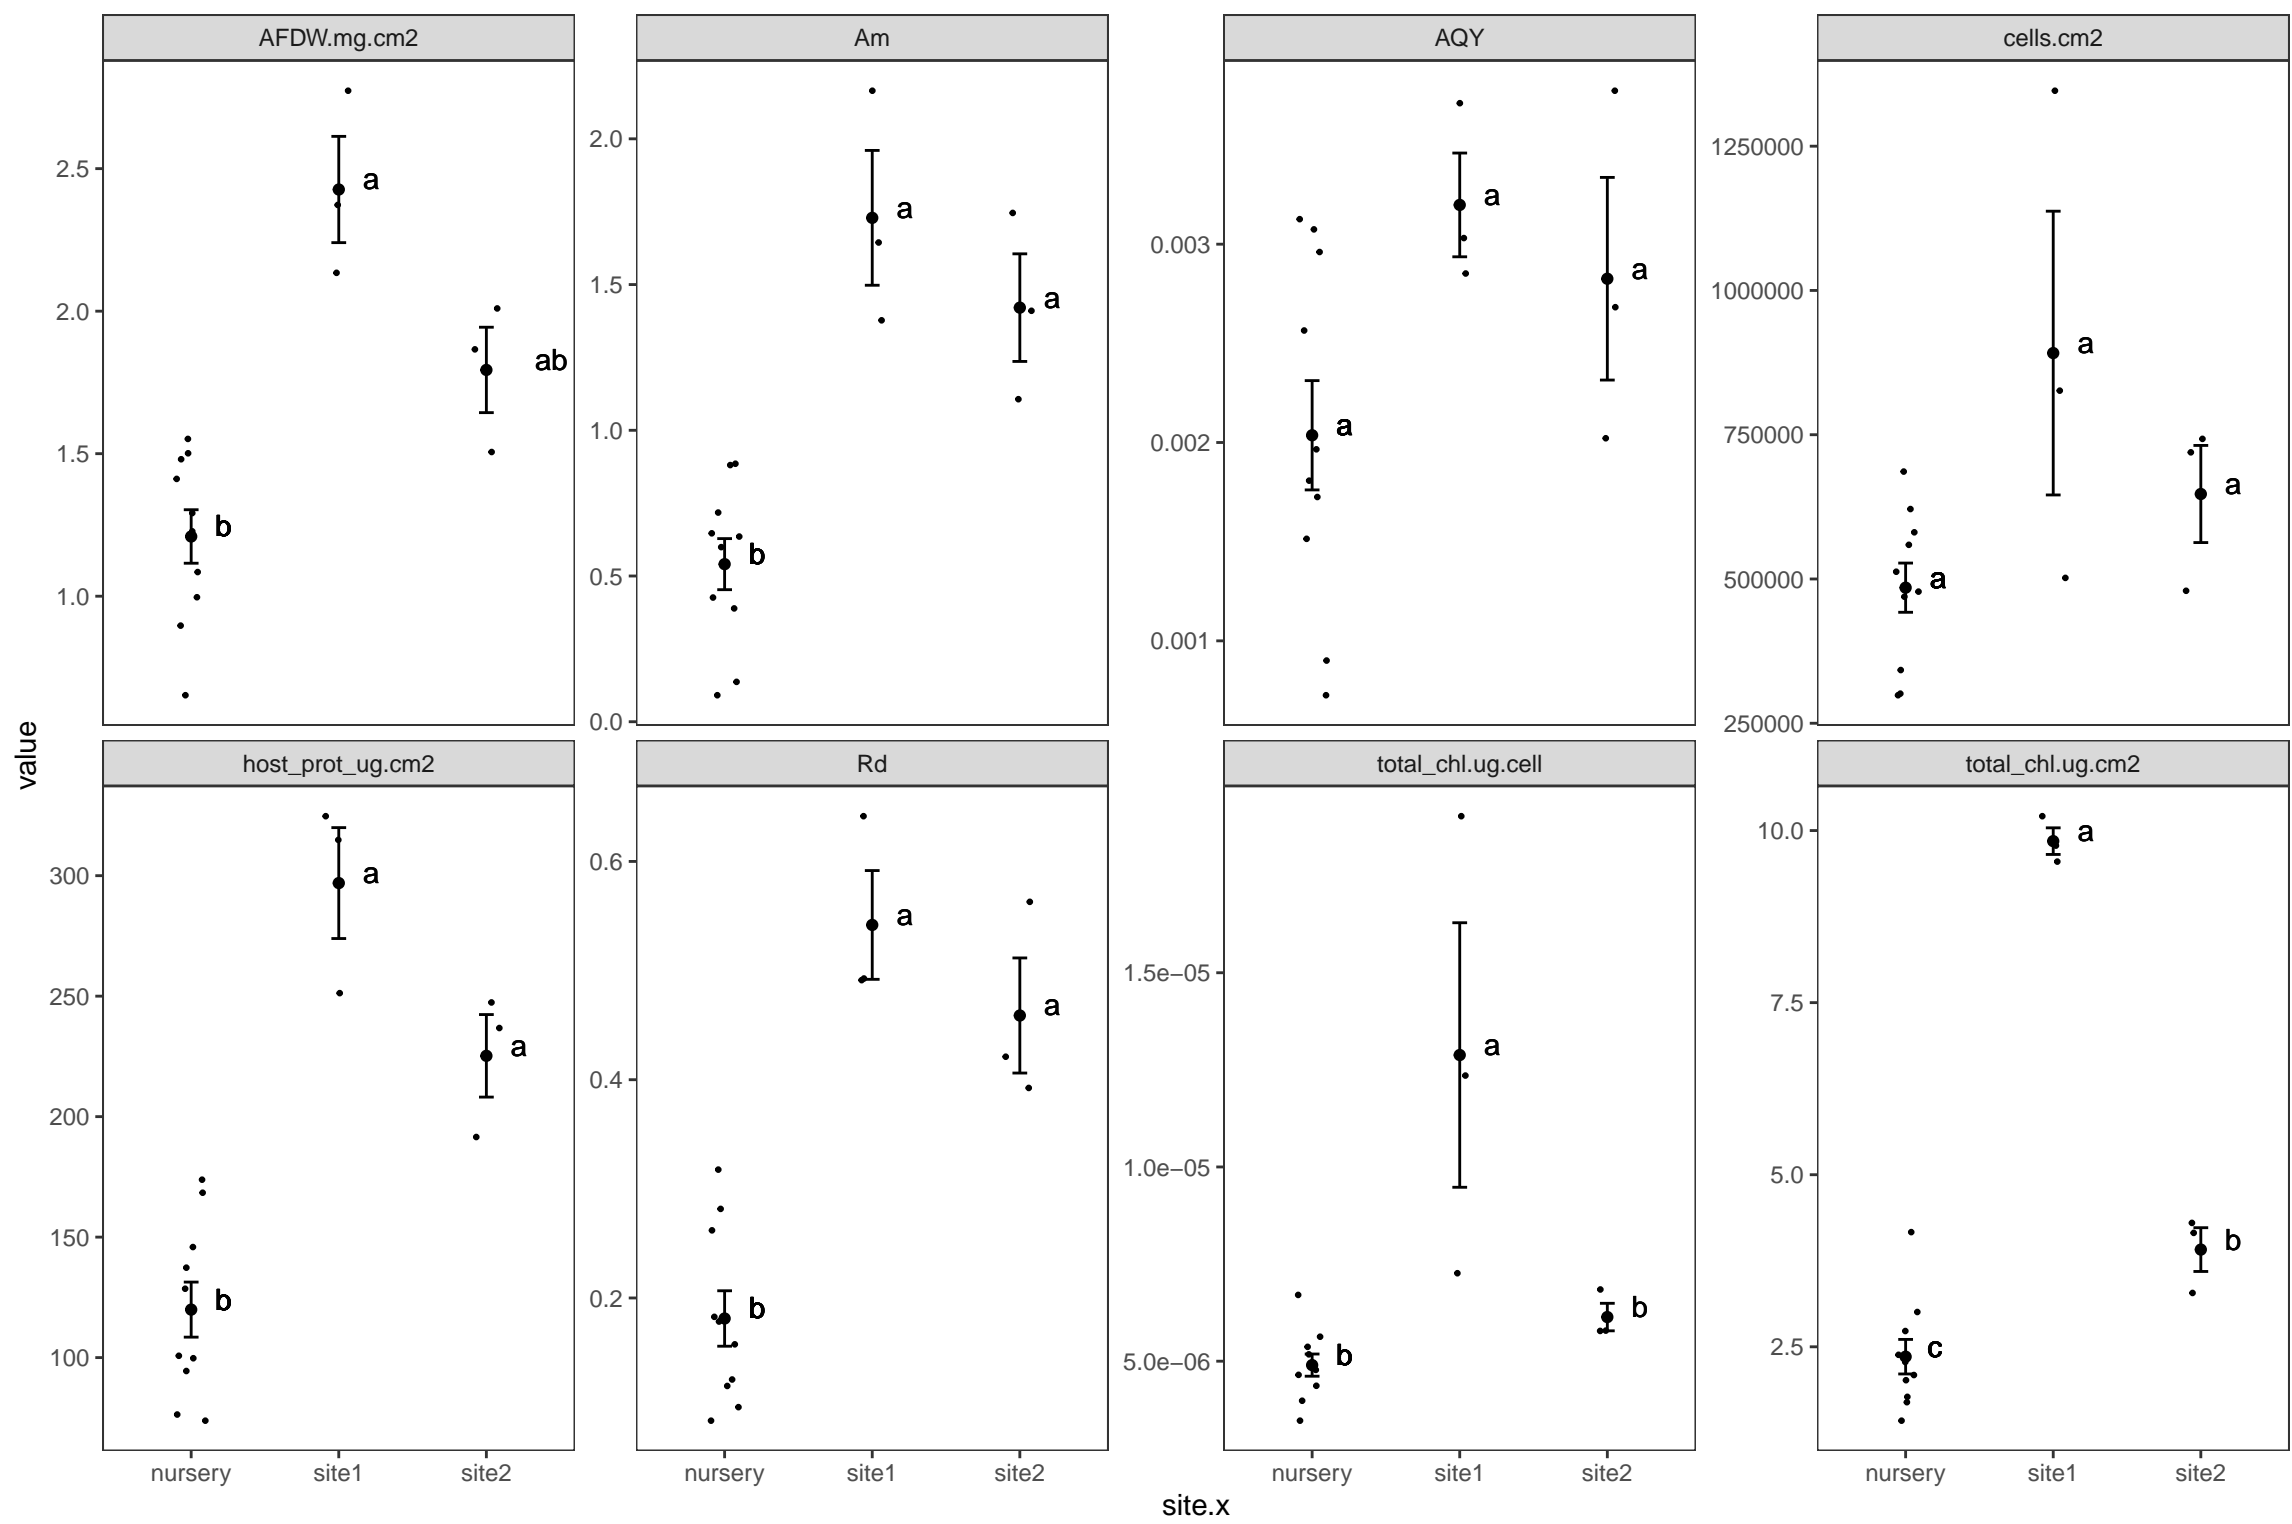 AFDW.mg.cm2
Am
AQY
cells.cm2
2.5
2.0
1.5
1.0
b
a
ab
2.0
1.5
1.0
0.5
0.0
b
a
a
0.003
0.002
0.001
a
a
a
1250000
1000000
750000
500000
250000
a
a
a
value
host_prot_ug.cm2
Rd
total_chl.ug.cell
total_chl.ug.cm2
300
250
200
150
100
b
a
a
0.6
0.4
0.2
b
a
a
1.5e−05
1.0e−05
5.0e−06
b
a
b
10.0
7.5
5.0
2.5
c
a
b
nursery site1 site2
nursery site1 site2
nursery site1 site2
nursery site1 site2
site.x